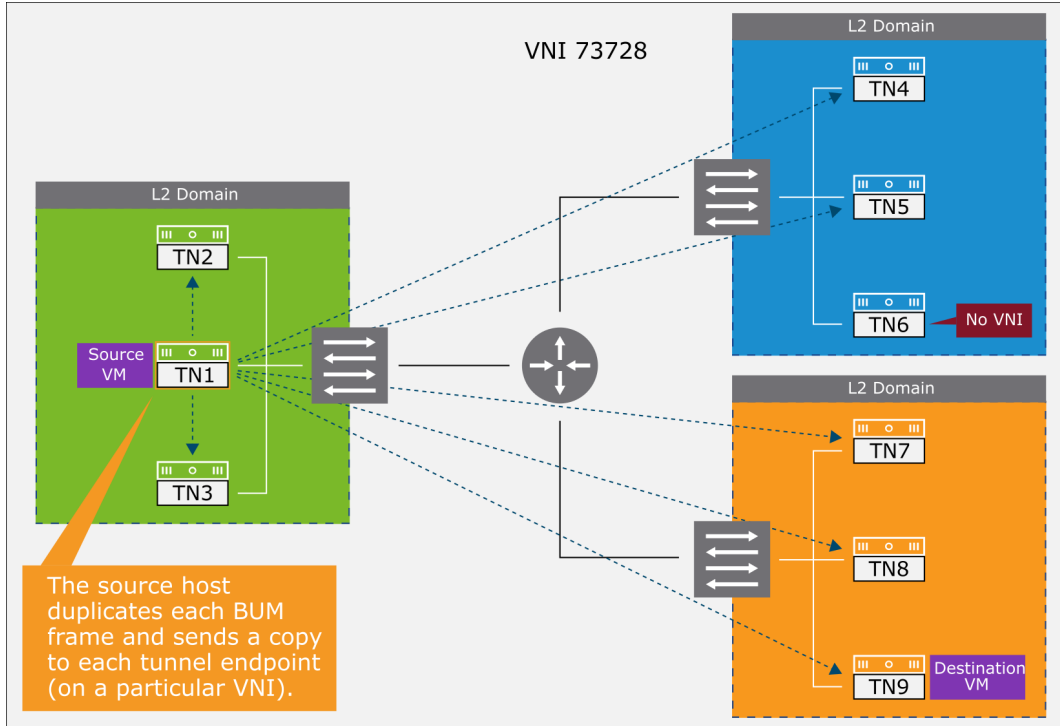 VNI 73728
L2 Domain
TN2
Source
VM
TN1
TN3
The source host
duplicates each BUM
frame and sends a copy
to each tunnel endpoint
(on a particular VNI).
L2 Domain
TN4
TN5
TN6
No VNI
L2 Domain
TN7
TN8
TN9
Destination
VM